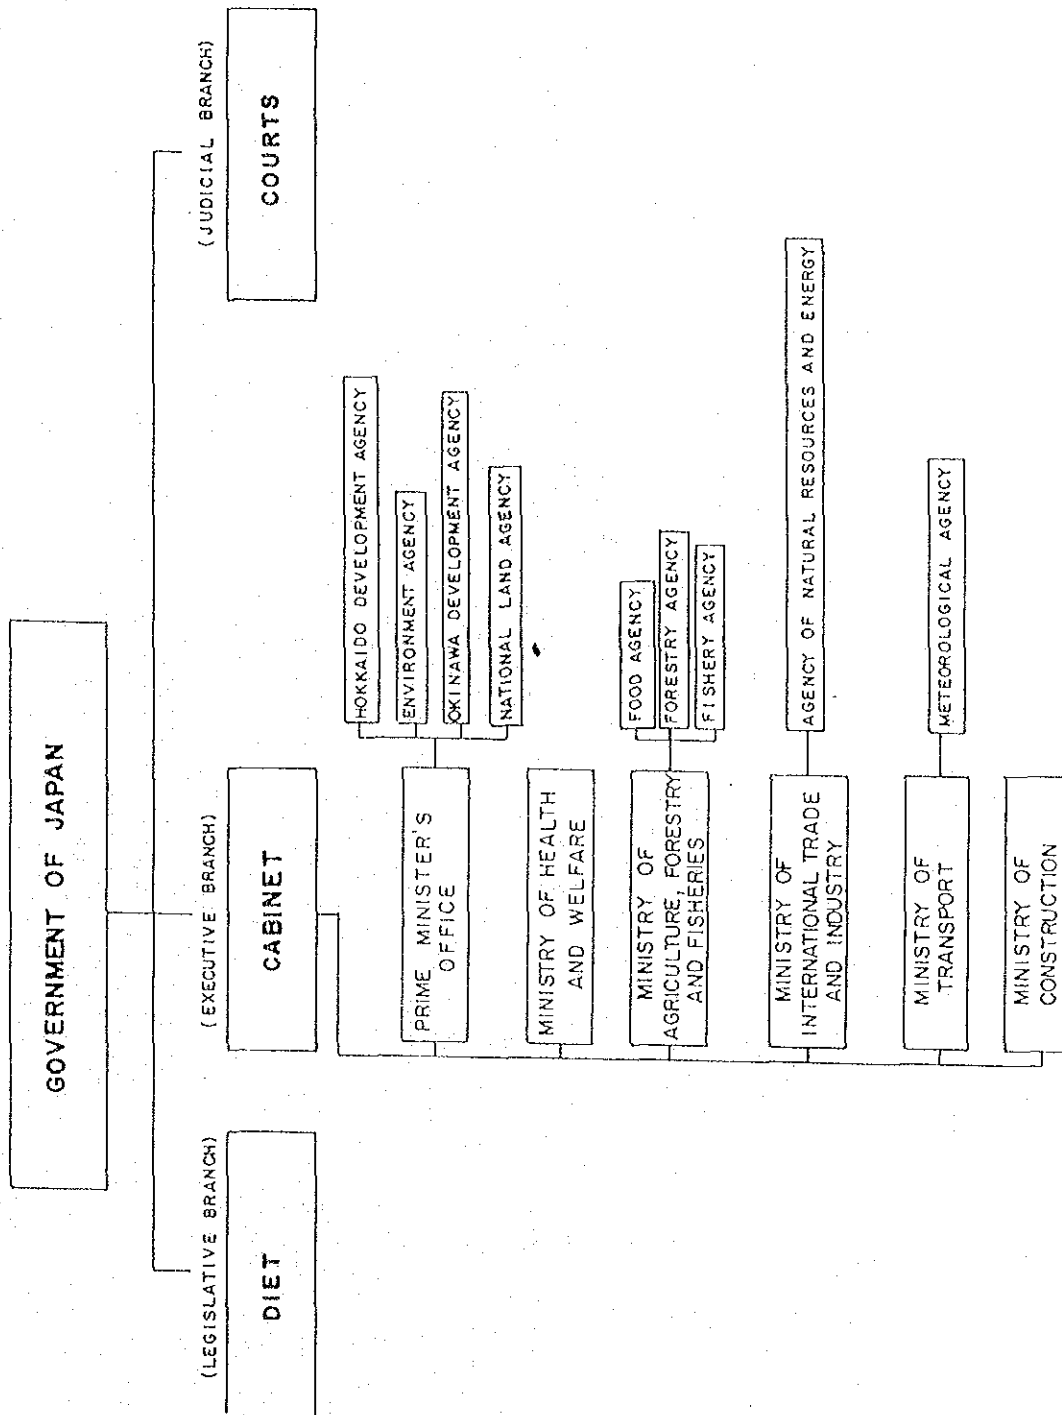 GOVERNMENT OF JAPAN
(LEGISLATIVE BRANCH)
DIET
(EXECUTIVE BRANCH)
CABINET
(JUDICIAL BRANCH)
COURTS
PRIME MINISTER'S
OFFICE
HOKKAIDO DEVELOPMENT AGENCY
ENVIRONMENT AGENCY
OKINAWA DEVELOPMENT AGENCY
NATIONAL LAND AGENCY
MINISTRY OF HEALTH
AND WELFARE
MINISTRY OF
AGRICULTURE, FORESTRY
AND FISHERIES
FOOD AGENCY
FORESTRY AGENCY
FISHERY AGENCY
MINISTRY OF
INTERNATIONAL TRADE
AND INDUSTRY
AGENCY OF NATURAL RESOURCES AND ENERGY
MINISTRY OF
TRANSPORT
METEOROLOGICAL AGENCY
MINISTRY OF
CONSTRUCTION